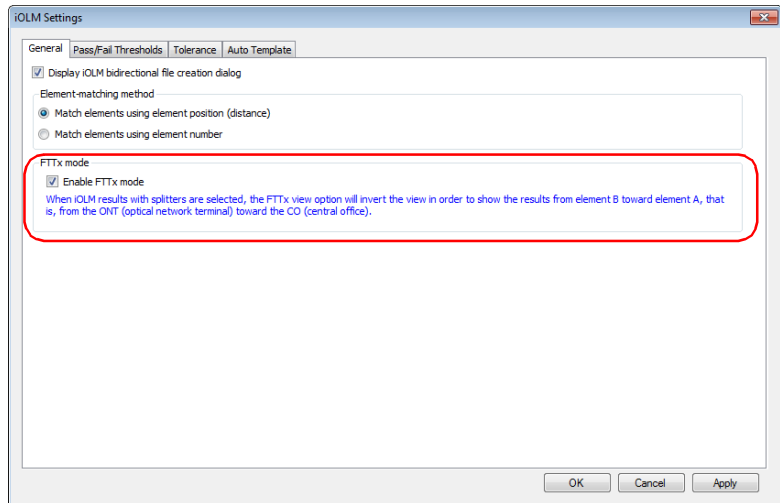 iOLM Settings
General Pass/Fail Thresholds Tolerance Auto Template
Display iOLM bidirectional file creation dialog
Element-matching method
Match elements using element position (distance)
Match elements using element number
FTTx mode
Enable FTTx mode
When iOLM results with splitters are selected, the FTTx view option will invert the view in order to show the results from element B toward element A, that
is, from the ONT (optical network terminal) toward the CO (central office).
OK Cancel Apply